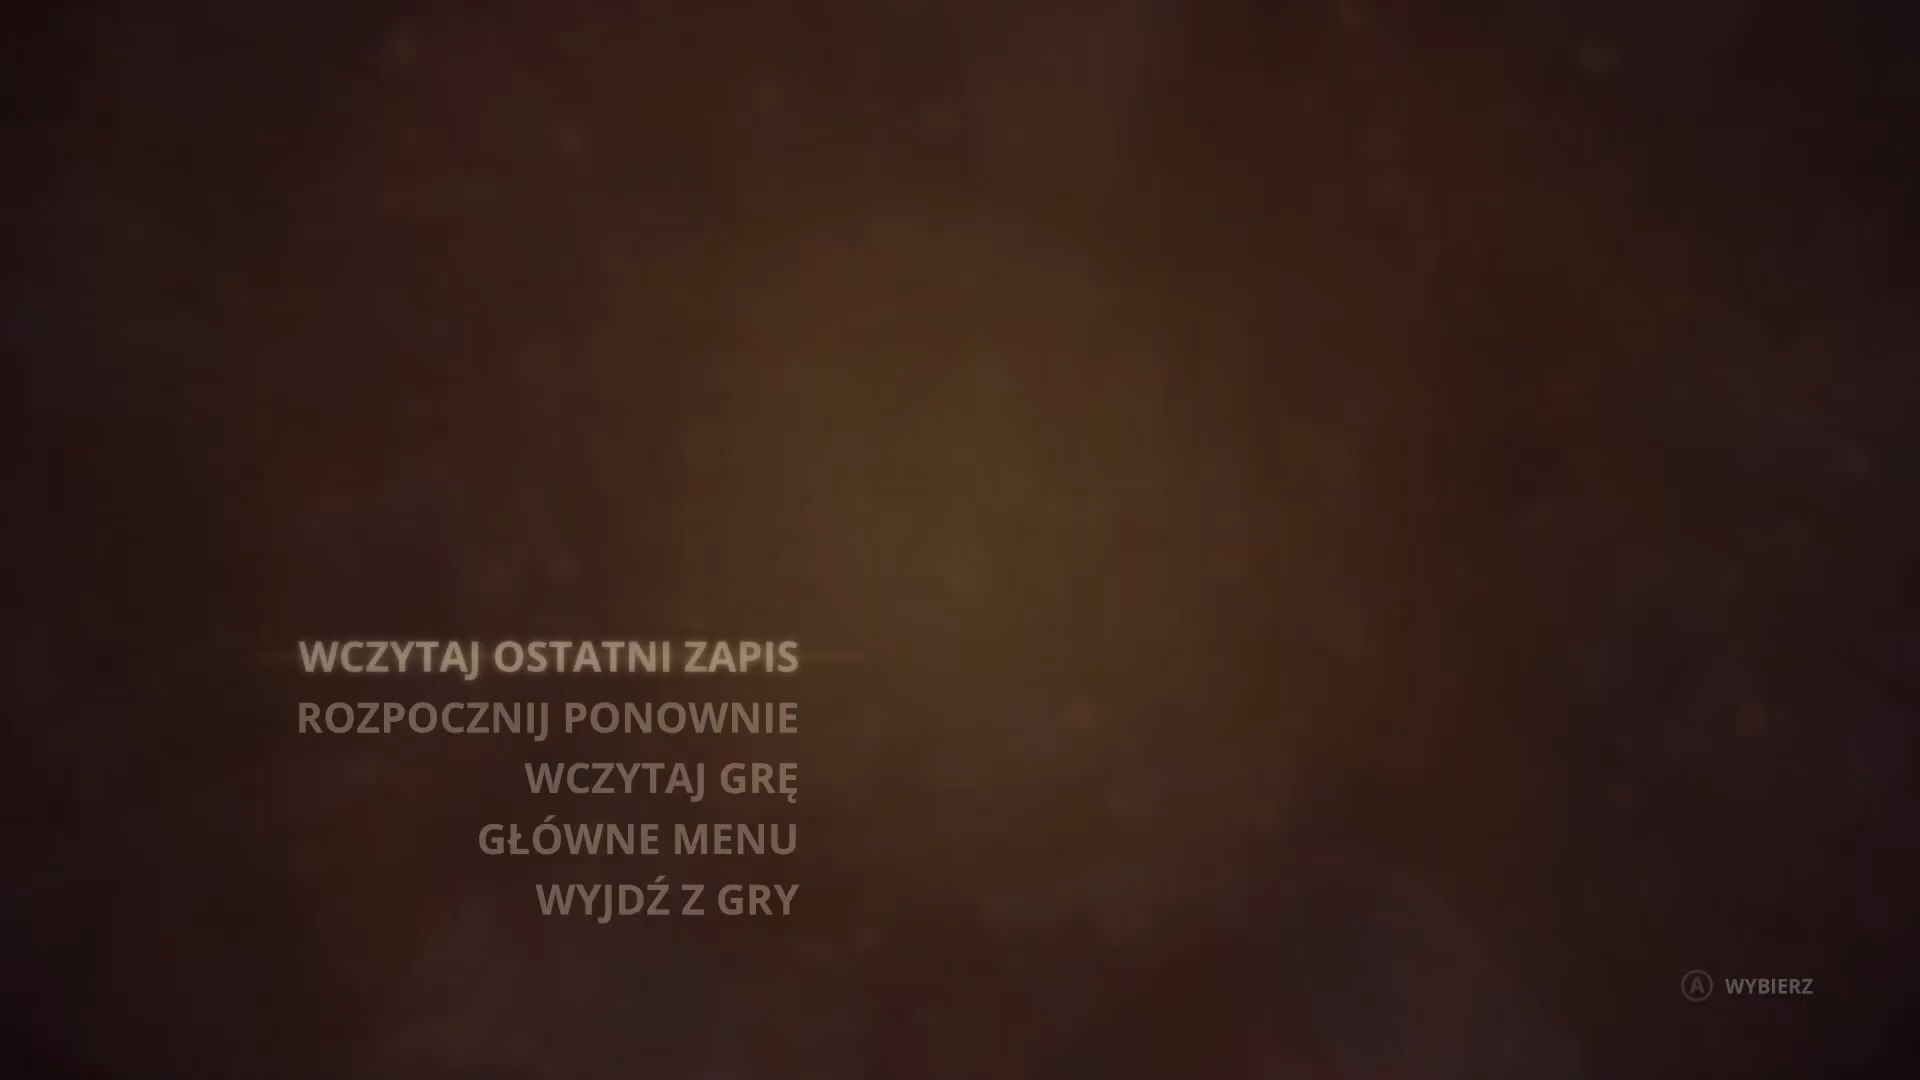 WCZYTAJ OSTATNI ZAPIS
ROZPOCZNIJ PONOWNIE
WCZYTAJ GRĘ
GŁÓWNE MENU
WYJDŹ Z GRY
A WYBIERZ